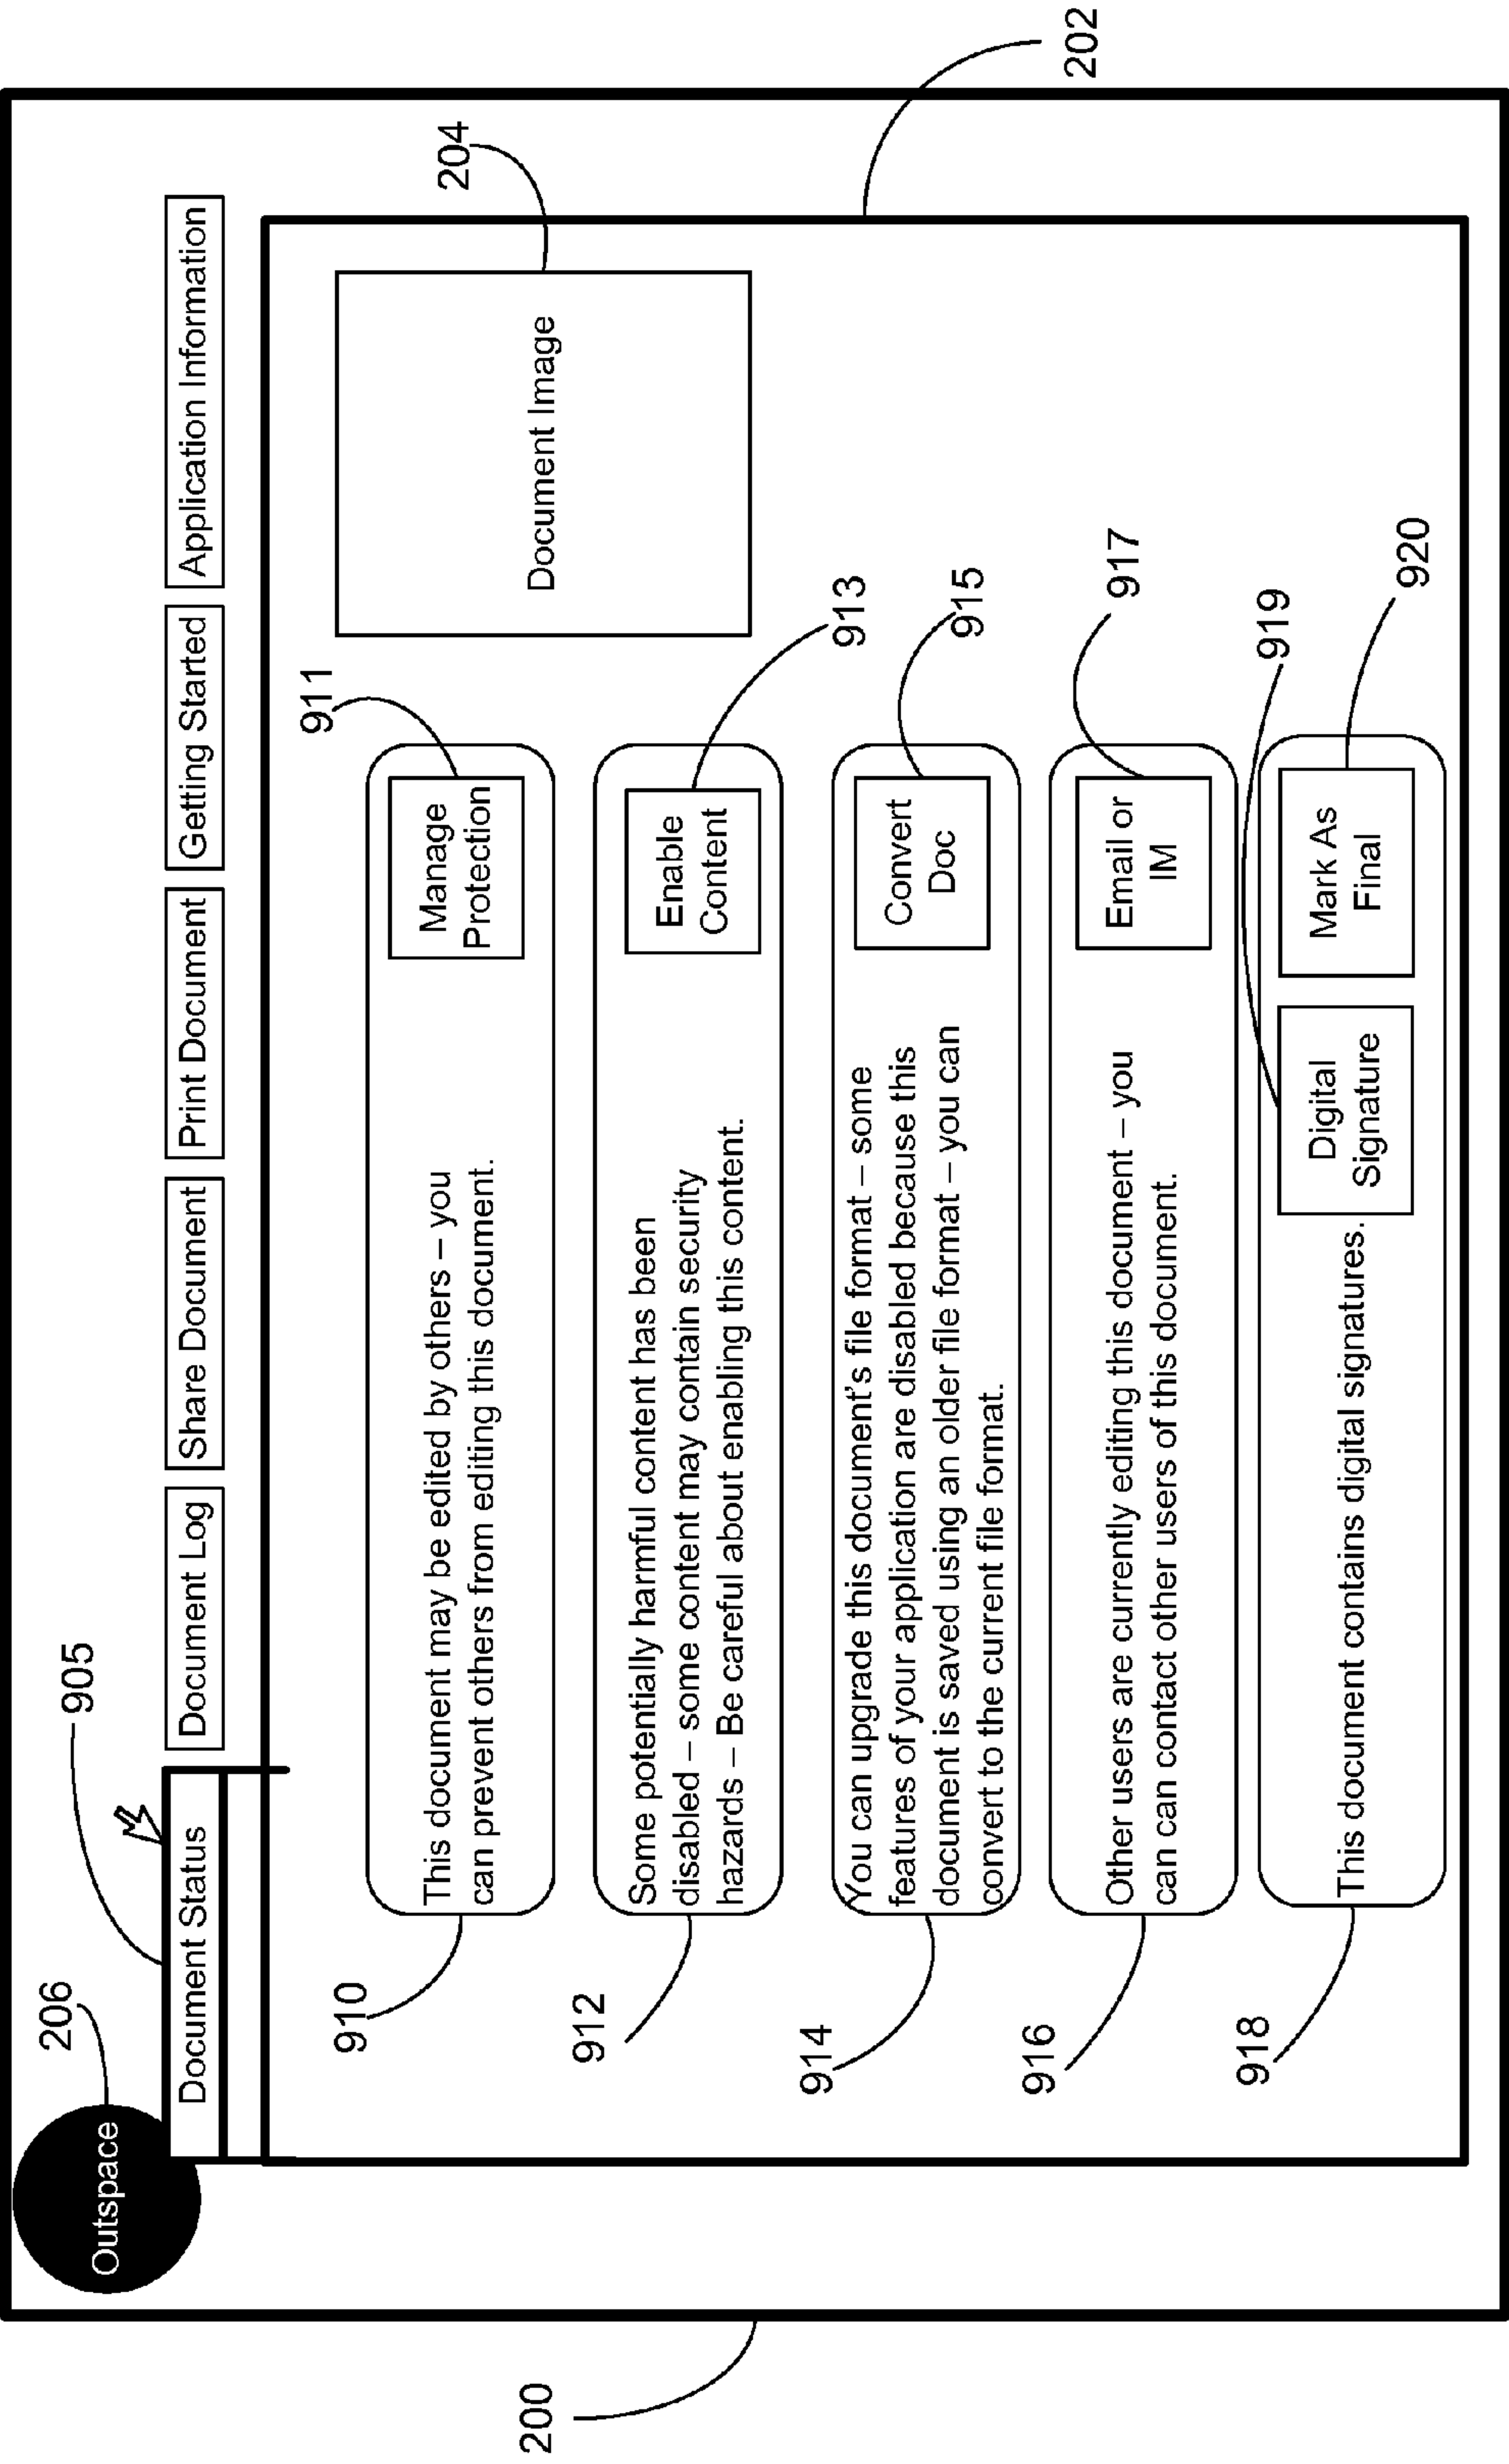 Outspace
206
905
Document Status
Document Log
Share Document
Print Document
Getting Started
Application Information
202
204
Document Image
200
910
This document may be edited by others – you
can prevent others from editing this document.
Manage
Protection
911
912
Some potentially harmful content has been
disabled – some content may contain security
hazards – Be careful about enabling this content.
Enable
Content
913
914
You can upgrade this document's file format – some
features of your application are disabled because this
document is saved using an older file format – you can
convert to the current file format.
Convert
Doc
915
916
Other users are currently editing this document – you
can can contact other users of this document.
Email or
IM
917
918
This document contains digital signatures.
Digital
Signature
919
Mark As
Final
920